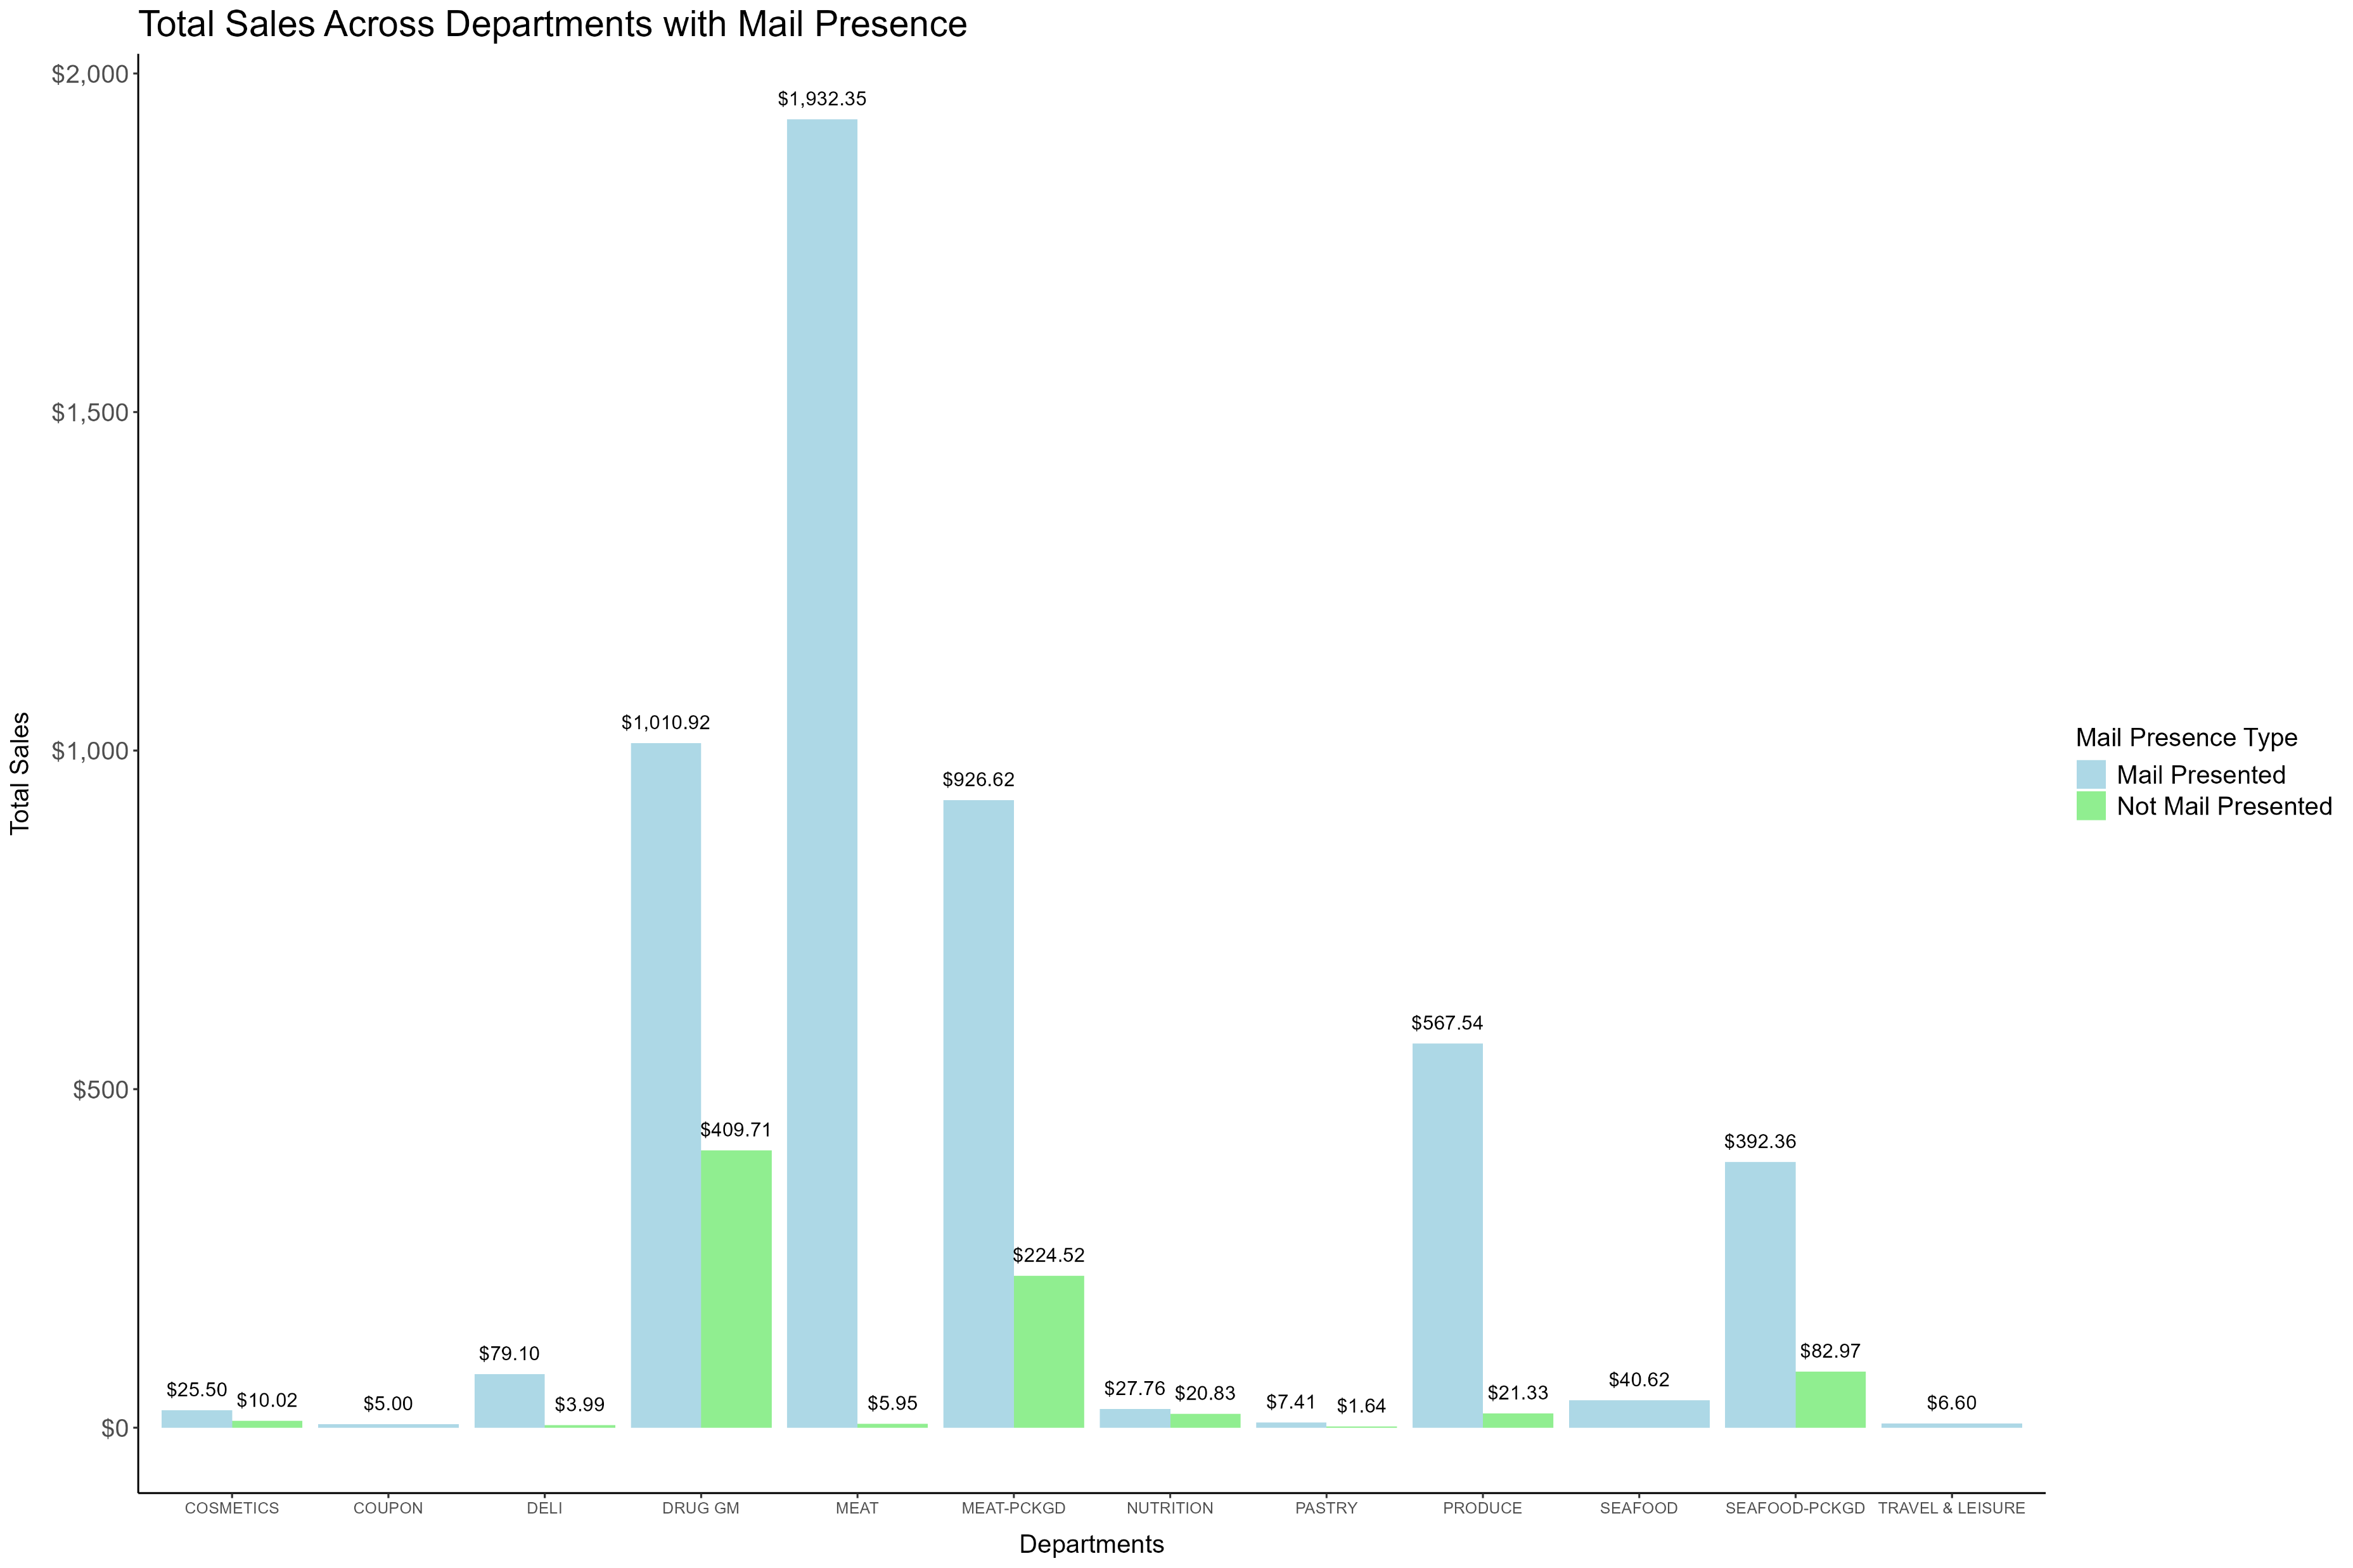 Total Sales Across Departments with Mail Presence
Total Sales
$2,000
$1,500
$1,000
$500
$0
$25.50
$10.02
$5.00
$79.10
$3.99
$1,010.92
$409.71
$1,932.35
$5.95
$926.62
$224.52
$27.76
$20.83
$7.41
$1.64
$567.54
$21.33
$40.62
$392.36
$82.97
$6.60
COSMETICS
COUPON
DELI
DRUG GM
MEAT
MEAT-PCKGD
NUTRITION
PASTRY
PRODUCE
SEAFOOD
SEAFOOD-PCKGD
TRAVEL & LEISURE
Departments
Mail Presence Type
Mail Presented
Not Mail Presented